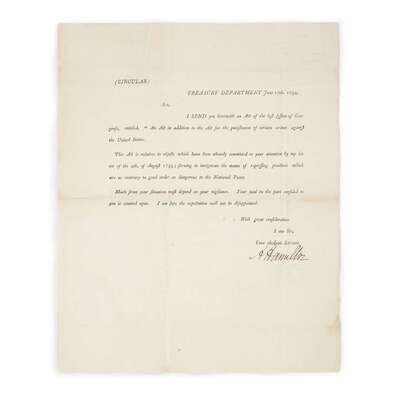 (CIRCULAR)
TREASURY DEPARTMENT June 17th. 1794.
Sir,
I SEND you herewith an Act of the last session of Con-
gress, entitled, " An Act in addition to the Act for the punishment of certain crimes against
the United States.
This Act is relative to objects which have been already committed to your attention by my let-
ter of the 4th. of August 1793; serving to invigorate the means of repressing practices which
are so contrary to good order as dangerous to the National Peace.
Much from your situation must depend on your vigilance. Your zeal in the part confided to
you is counted upon. I am sure the expectation will not be disappointed.
With great consideration
I am Sir,
Your obedient Servant
A Hamilton